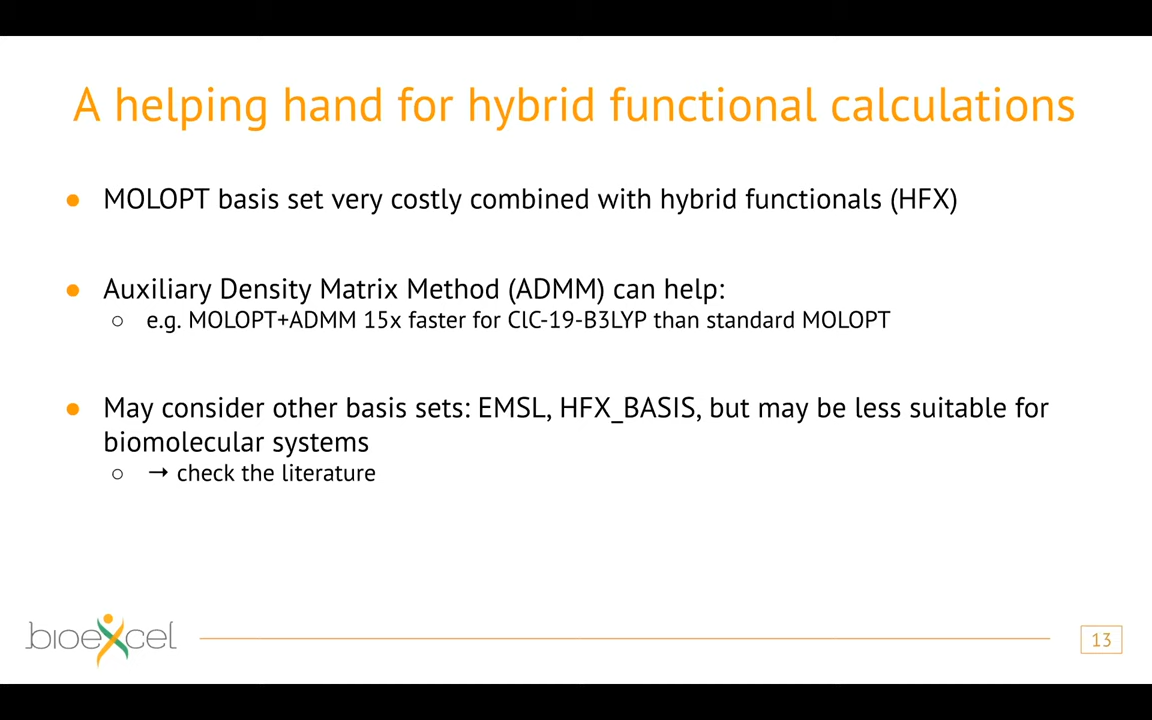 A helping hand for hybrid functional calculations
● MOLOPT basis set very costly combined with hybrid functionals (HFX)
● Auxiliary Density Matrix Method (ADMM) can help:
○ e.g. MOLOPT+ADMM 15x faster for ClC-19-B3LYP than standard MOLOPT
● May consider other basis sets: EMSL, HFX_BASIS, but may be less suitable for
biomolecular systems
○ → check the literature
bioexcel
13